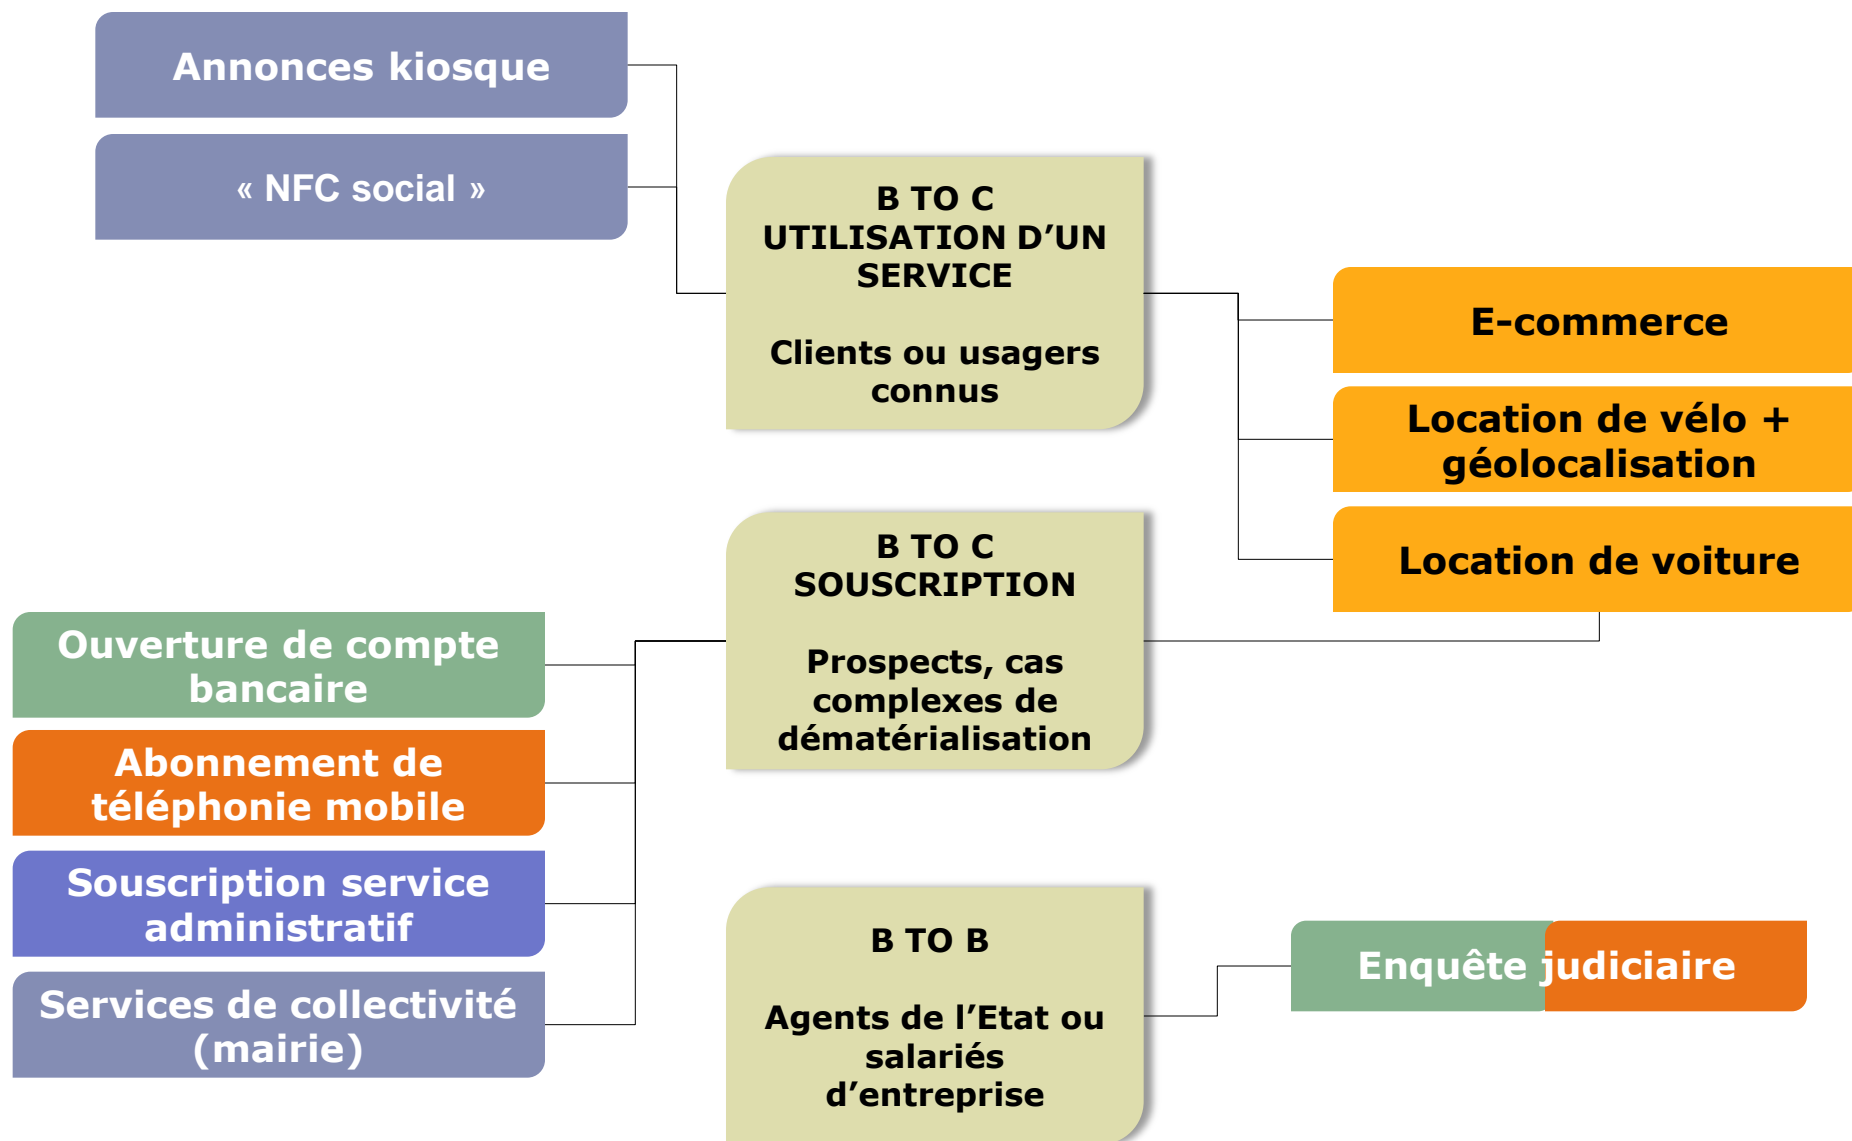 Annonces kiosque
« NFC social »
B TO C
UTILISATION D’UN
SERVICE
Clients ou usagers
connus
E-commerce
Location de vélo +
géolocalisation
Location de voiture
B TO C
SOUSCRIPTION
Prospects, cas
complexes de
dématérialisation
Ouverture de compte
bancaire
Abonnement de
téléphonie mobile
Souscription service
administratif
Services de collectivité
(mairie)
B TO B
Agents de l’Etat ou
salariés
d’entreprise
Enquête judiciaire